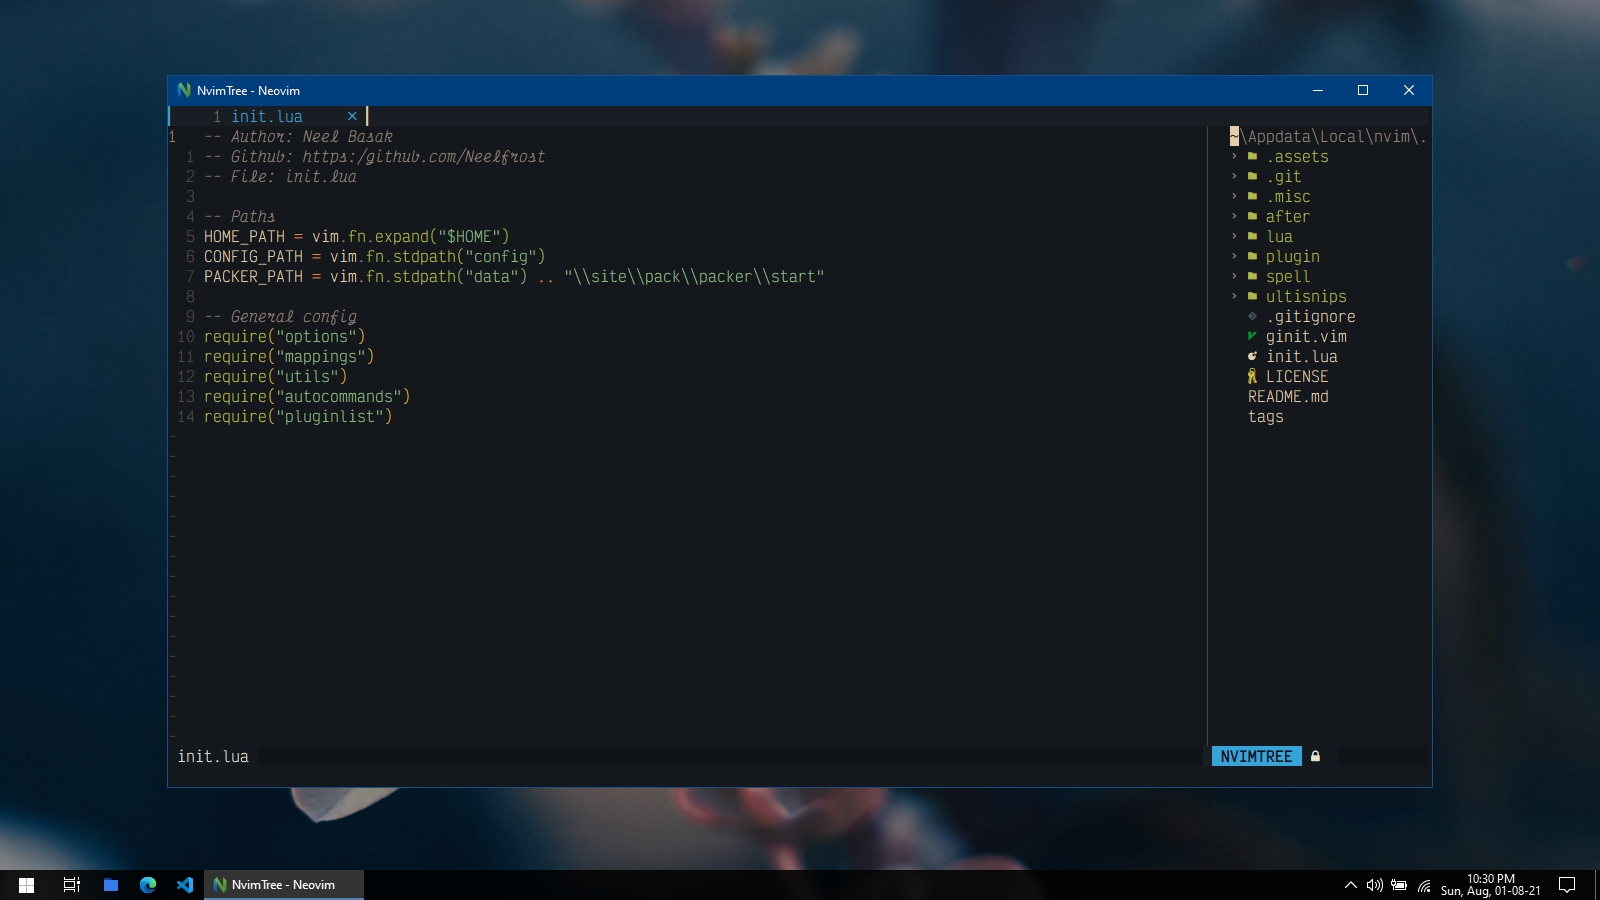 NvimTree - Neovim
1 init.lua ×
1 -- Author: Neel Basak
1 -- Github: https:/github.com/Neelfrost
2 -- File: init.lua
3
4 -- Paths
5 HOME_PATH = vim.fn.expand("$HOME")
6 CONFIG_PATH = vim.fn.stdpath("config")
7 PACKER_PATH = vim.fn.stdpath("data") .. "\\site\\pack\\packer\\start"
8
9 -- General config
10 require("options")
11 require("mappings")
12 require("utils")
13 require("autocommands")
14 require("pluginlist")
~\Appdata\Local\nvim\.
.assets
.git
.misc
after
lua
plugin
spell
ultisnips
.gitignore
ginit.vim
init.lua
LICENSE
README.md
tags
init.lua
NVIMTREE
NvimTree - Neovim
10:30 PM
Sun, Aug, 01-08-21